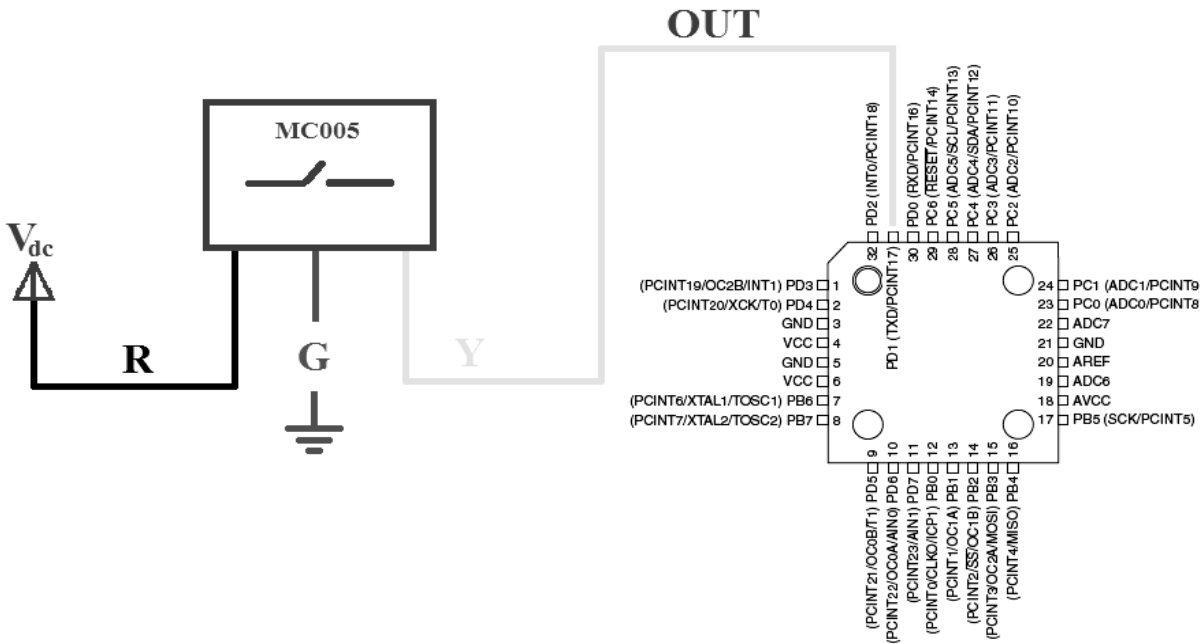 OUT
MC005
V_dc
R
G
Y
32 PD2 (INT0/PCINT18)
PD1 (TXD/PCINT17)
30 PD0 (RXD/PCINT16)
29 PC6 (RESET/PCINT14)
28 PC5 (ADC5/SCL/PCINT13)
27 PC4 (ADC4/SDA/PCINT12)
26 PC3 (ADC3/PCINT11)
25 PC2 (ADC2/PCINT10)
(PCINT19/OC2B/INT1) PD3 1
(PCINT20/XCK/T0) PD4 2
GND 3
VCC 4
GND 5
VCC 6
(PCINT6/XTAL1/TOSC1) PB6 7
(PCINT7/XTAL2/TOSC2) PB7 8
24 PC1 (ADC1/PCINT9
23 PC0 (ADC0/PCINT8
22 ADC7
21 GND
20 AREF
19 ADC6
18 AVCC
17 PB5 (SCK/PCINT5)
(PCINT21/OC0B/T1) PD5 9
(PCINT22/OC0A/AIN0) PD6 10
(PCINT23/AIN1) PD7 11
(PCINT0/CLKO/ICP1) PB0 12
(PCINT1/OC1A) PB1 13
(PCINT2/SS/OC1B) PB2 14
(PCINT3/OC2A/MOSI) PB3 15
(PCINT4/MISO) PB4 16